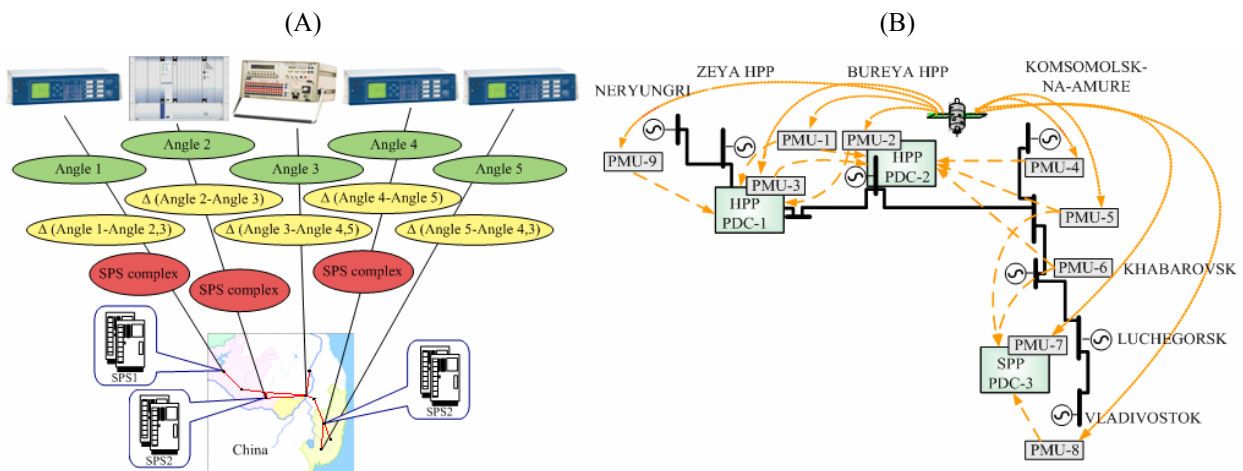 (A)
Angle 1
Angle 2
Angle 3
Angle 4
Angle 5
Δ (Angle 2-Angle 3)
Δ (Angle 4-Angle 5)
Δ (Angle 1-Angle 2,3)
Δ (Angle 3-Angle 4,5)
Δ (Angle 5-Angle 4,3)
SPS complex
SPS complex
SPS complex
SPS1
SPS2
SPS2
China
(B)
ZEYA HPP
BUREYA HPP
KOMSOMOLSK-
NA-AMURE
NERYUNGRI
PMU-1
PMU-2
HPP
PDC-2
PMU-9
PMU-3
HPP
PDC-1
PMU-4
PMU-5
PMU-6
KHABAROVSK
PMU-7
SPP
PDC-3
LUCHEGORSK
VLADIVOSTOK
PMU-8